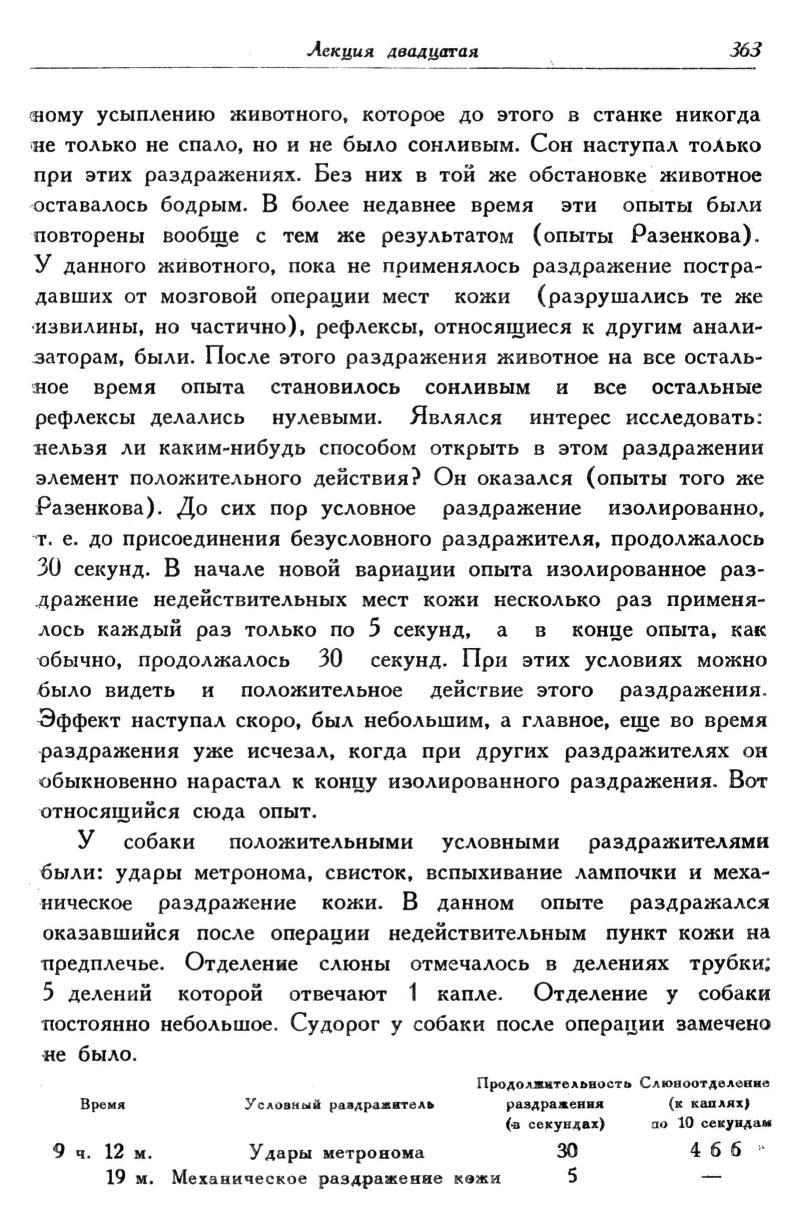 Лекция двадцатая 363
ному усыплению животного, которое до этого в станке никогда
не только не спало, но и не было сонливым. Сон наступал только
при этих раздражениях. Без них в той же обстановке животное
оставалось бодрым. В более недавнее время эти опыты были
повторены вообще с тем же результатом (опыты Разенкова).
У данного животного, пока не применялось раздражение постра-
давших от мозговой операции мест кожи (разрушались те же
извилины, но частично), рефлексы, относящиеся к другим анали-
заторам, были. После этого раздражения животное на все осталь-
ное время опыта становилось сонливым и все остальные
рефлексы делались нулевыми. Являлся интерес исследовать:
нельзя ли каким-нибудь способом открыть в этом раздражении
элемент положительного действия? Он оказался (опыты того же
Разенкова). До сих пор условное раздражение изолированно,
т. е. до присоединения безусловного раздражителя, продолжалось
30 секунд. В начале новой вариации опыта изолированное раз-
дражение недействительных мест кожи несколько раз применя-
лось каждый раз только по 5 секунд, а в конце опыта, как
обычно, продолжалось 30 секунд. При этих условиях можно
было видеть и положительное действие этого раздражения.
Эффект наступал скоро, был небольшим, а главное, еще во время
раздражения уже исчезал, когда при других раздражителях он
обыкновенно нарастал к концу изолированного раздражения. Вот
относящийся сюда опыт.
У собаки положительными условными раздражителями
были: удары метронома, свисток, вспыхивание лампочки и меха-
ническое раздражение кожи. В данном опыте раздражался
оказавшийся после операции недействительным пункт кожи на
предплечье. Отделение слюны отмечалось в делениях трубки;
5 делений которой отвечают 1 капле. Отделение у собаки
постоянно небольшое. Судорог у собаки после операции замечено
не было.
Продолжительность Слюноотделение
Время Условный раздражитель раздражения (к каплях)
(в секундах) по 10 секундам
9 ч. 12 м. Удары метронома 30 4 6 6
19 м. Механическое раздражение кожи 5 —